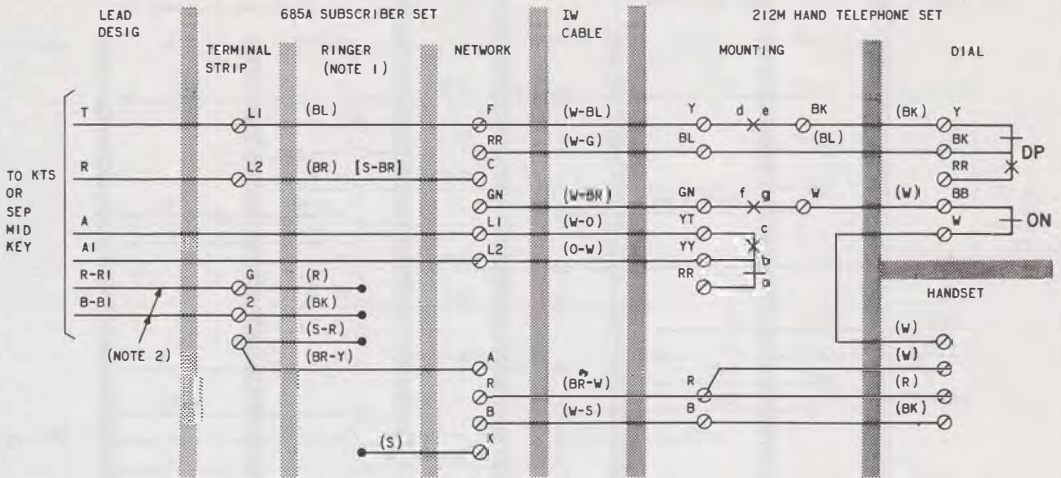 LEAD DESIG
685A SUBSCRIBER SET
IW CABLE
212M HAND TELEPHONE SET
TERMINAL STRIP
RINGER (NOTE 1)
NETWORK
MOUNTING
DIAL
T L1 (BL) F (W-BL) Y d e BK (BK) Y
RR (W-G) BL (BL) BK DP
R L2 (BR) [S-BR] C RR
GN (W-BR) GN f g W (W) BB
A L1 (W-O) YT c W ON
A1 L2 (O-W) YY b
RR a
R-R1 G (R)
B-B1 2 (BK)
1 (S-R)
(BR-Y) A
TO KTS
OR
SEP
MID
KEY
(NOTE 2)
HANDSET
(W)
(W)
R (BR-W) R (R)
B (W-S) B (BK)
(S) K